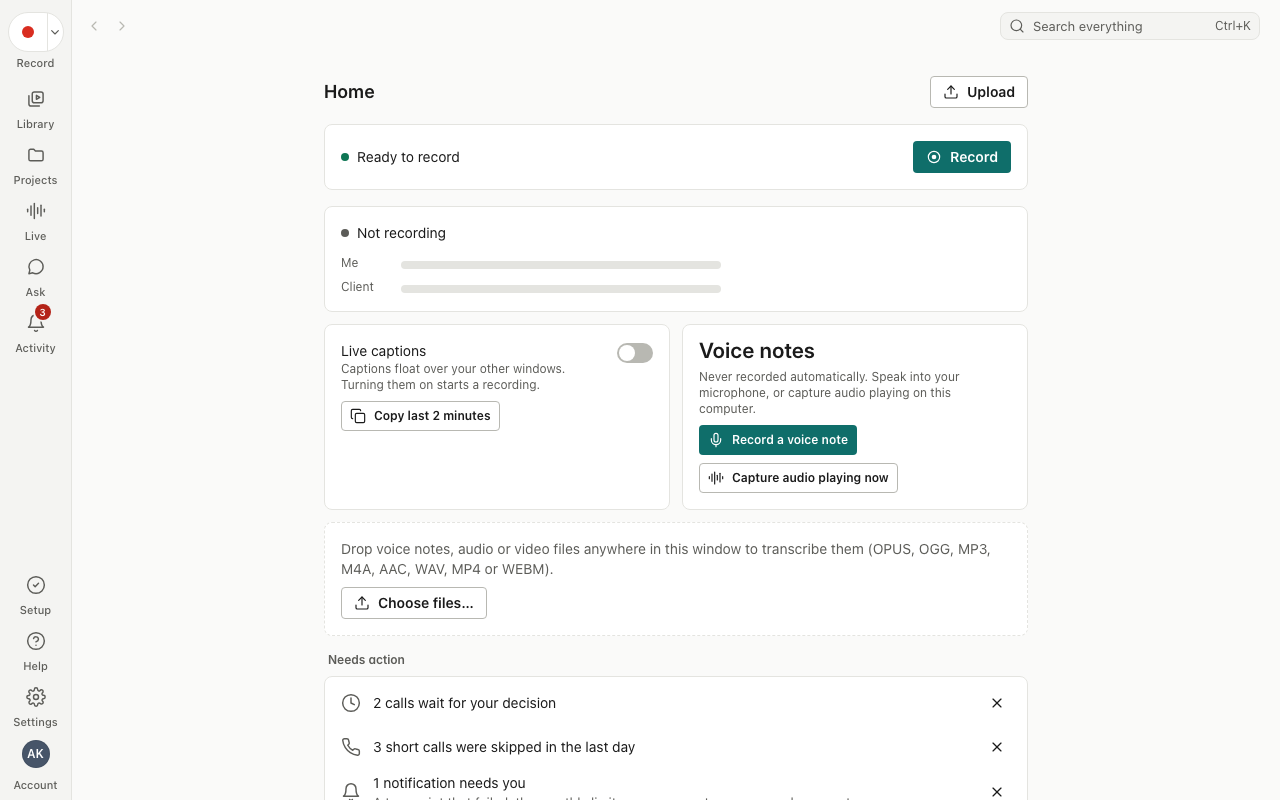 Record
Library
Projects
Live
Ask
3
Activity
Setup
Help
Settings
AK
Account
Search everything Ctrl+K
Home
Upload
Ready to record
Record
Not recording
Me
Client
Live captions
Captions float over your other windows.
Turning them on starts a recording.
Copy last 2 minutes
Voice notes
Never recorded automatically. Speak into your
microphone, or capture audio playing on this
computer.
Record a voice note
Capture audio playing now
Drop voice notes, audio or video files anywhere in this window to transcribe them (OPUS, OGG, MP3,
M4A, AAC, WAV, MP4 or WEBM).
Choose files...
Needs action
2 calls wait for your decision
3 short calls were skipped in the last day
1 notification needs you